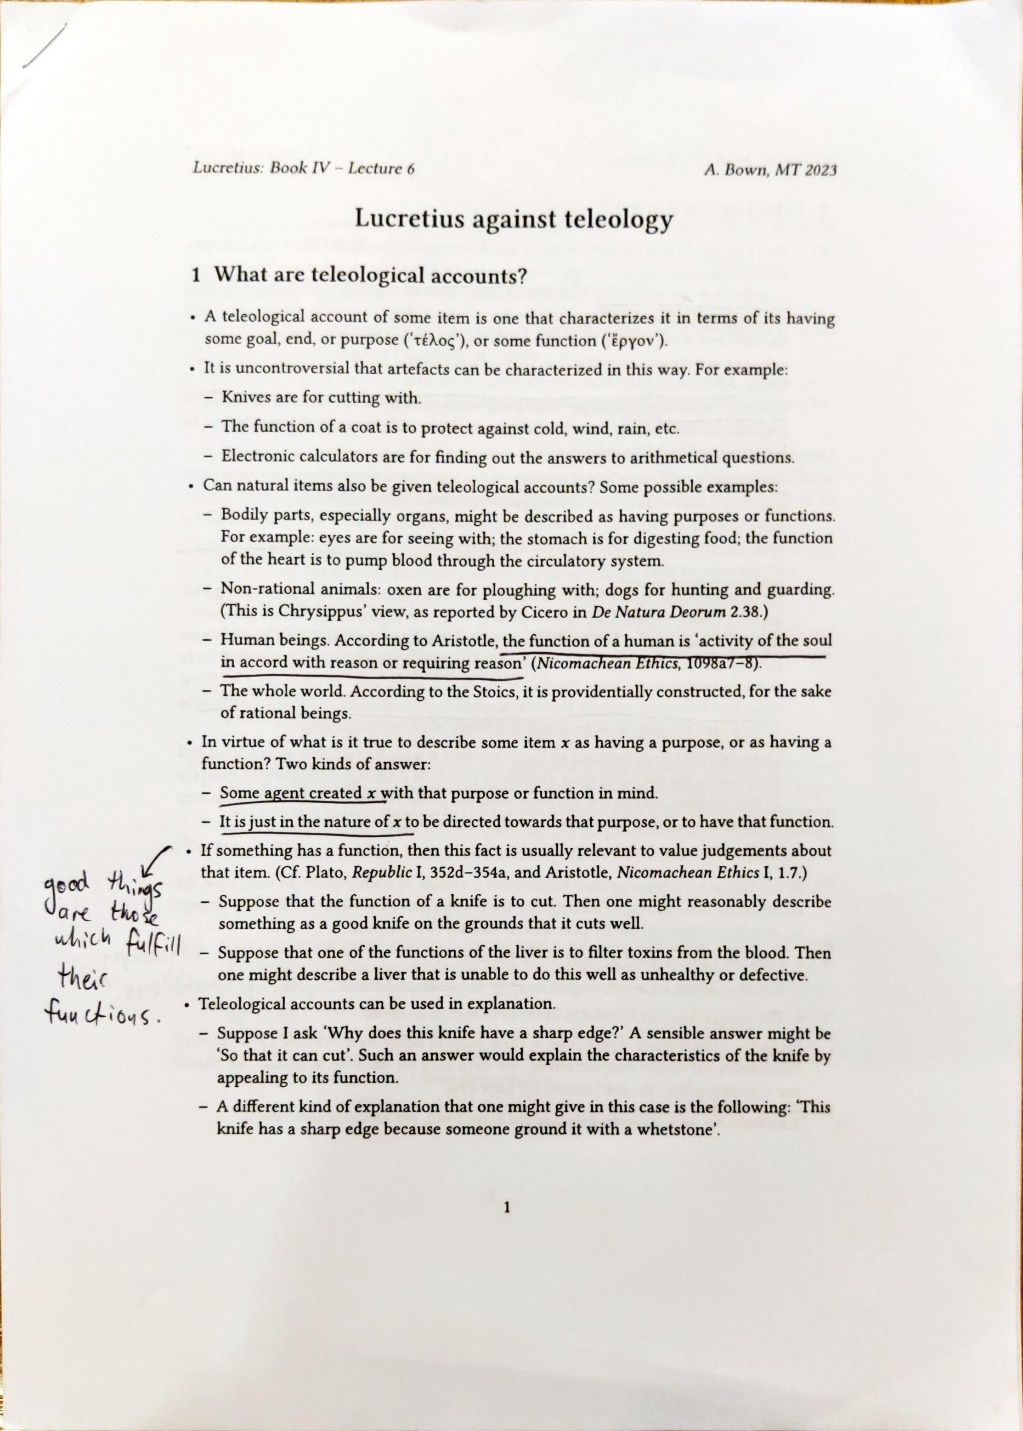 Lucretius: Book IV – Lecture 6 A. Bown, MT 2023
Lucretius against teleology
1 What are teleological accounts?
• A teleological account of some item is one that characterizes it in terms of its having
some goal, end, or purpose (‘τέλος’), or some function (‘ἔργον’).
• It is uncontroversial that artefacts can be characterized in this way. For example:
– Knives are for cutting with.
– The function of a coat is to protect against cold, wind, rain, etc.
– Electronic calculators are for finding out the answers to arithmetical questions.
• Can natural items also be given teleological accounts? Some possible examples:
– Bodily parts, especially organs, might be described as having purposes or functions.
For example: eyes are for seeing with; the stomach is for digesting food; the function
of the heart is to pump blood through the circulatory system.
– Non-rational animals: oxen are for ploughing with; dogs for hunting and guarding.
(This is Chrysippus’ view, as reported by Cicero in De Natura Deorum 2.38.)
– Human beings. According to Aristotle, the function of a human is ‘activity of the soul
in accord with reason or requiring reason’ (Nicomachean Ethics, 1098a7–8).
– The whole world. According to the Stoics, it is providentially constructed, for the sake
of rational beings.
• In virtue of what is it true to describe some item x as having a purpose, or as having a
function? Two kinds of answer:
– Some agent created x with that purpose or function in mind.
– It is just in the nature of x to be directed towards that purpose, or to have that function.
• If something has a function, then this fact is usually relevant to value judgements about
that item. (Cf. Plato, Republic I, 352d–354a, and Aristotle, Nicomachean Ethics I, 1.7.)
– Suppose that the function of a knife is to cut. Then one might reasonably describe
something as a good knife on the grounds that it cuts well.
– Suppose that one of the functions of the liver is to filter toxins from the blood. Then
one might describe a liver that is unable to do this well as unhealthy or defective.
good things
are those
which fulfill
their
functions.
• Teleological accounts can be used in explanation.
– Suppose I ask ‘Why does this knife have a sharp edge?’ A sensible answer might be
‘So that it can cut’. Such an answer would explain the characteristics of the knife by
appealing to its function.
– A different kind of explanation that one might give in this case is the following: ‘This
knife has a sharp edge because someone ground it with a whetstone’.
1